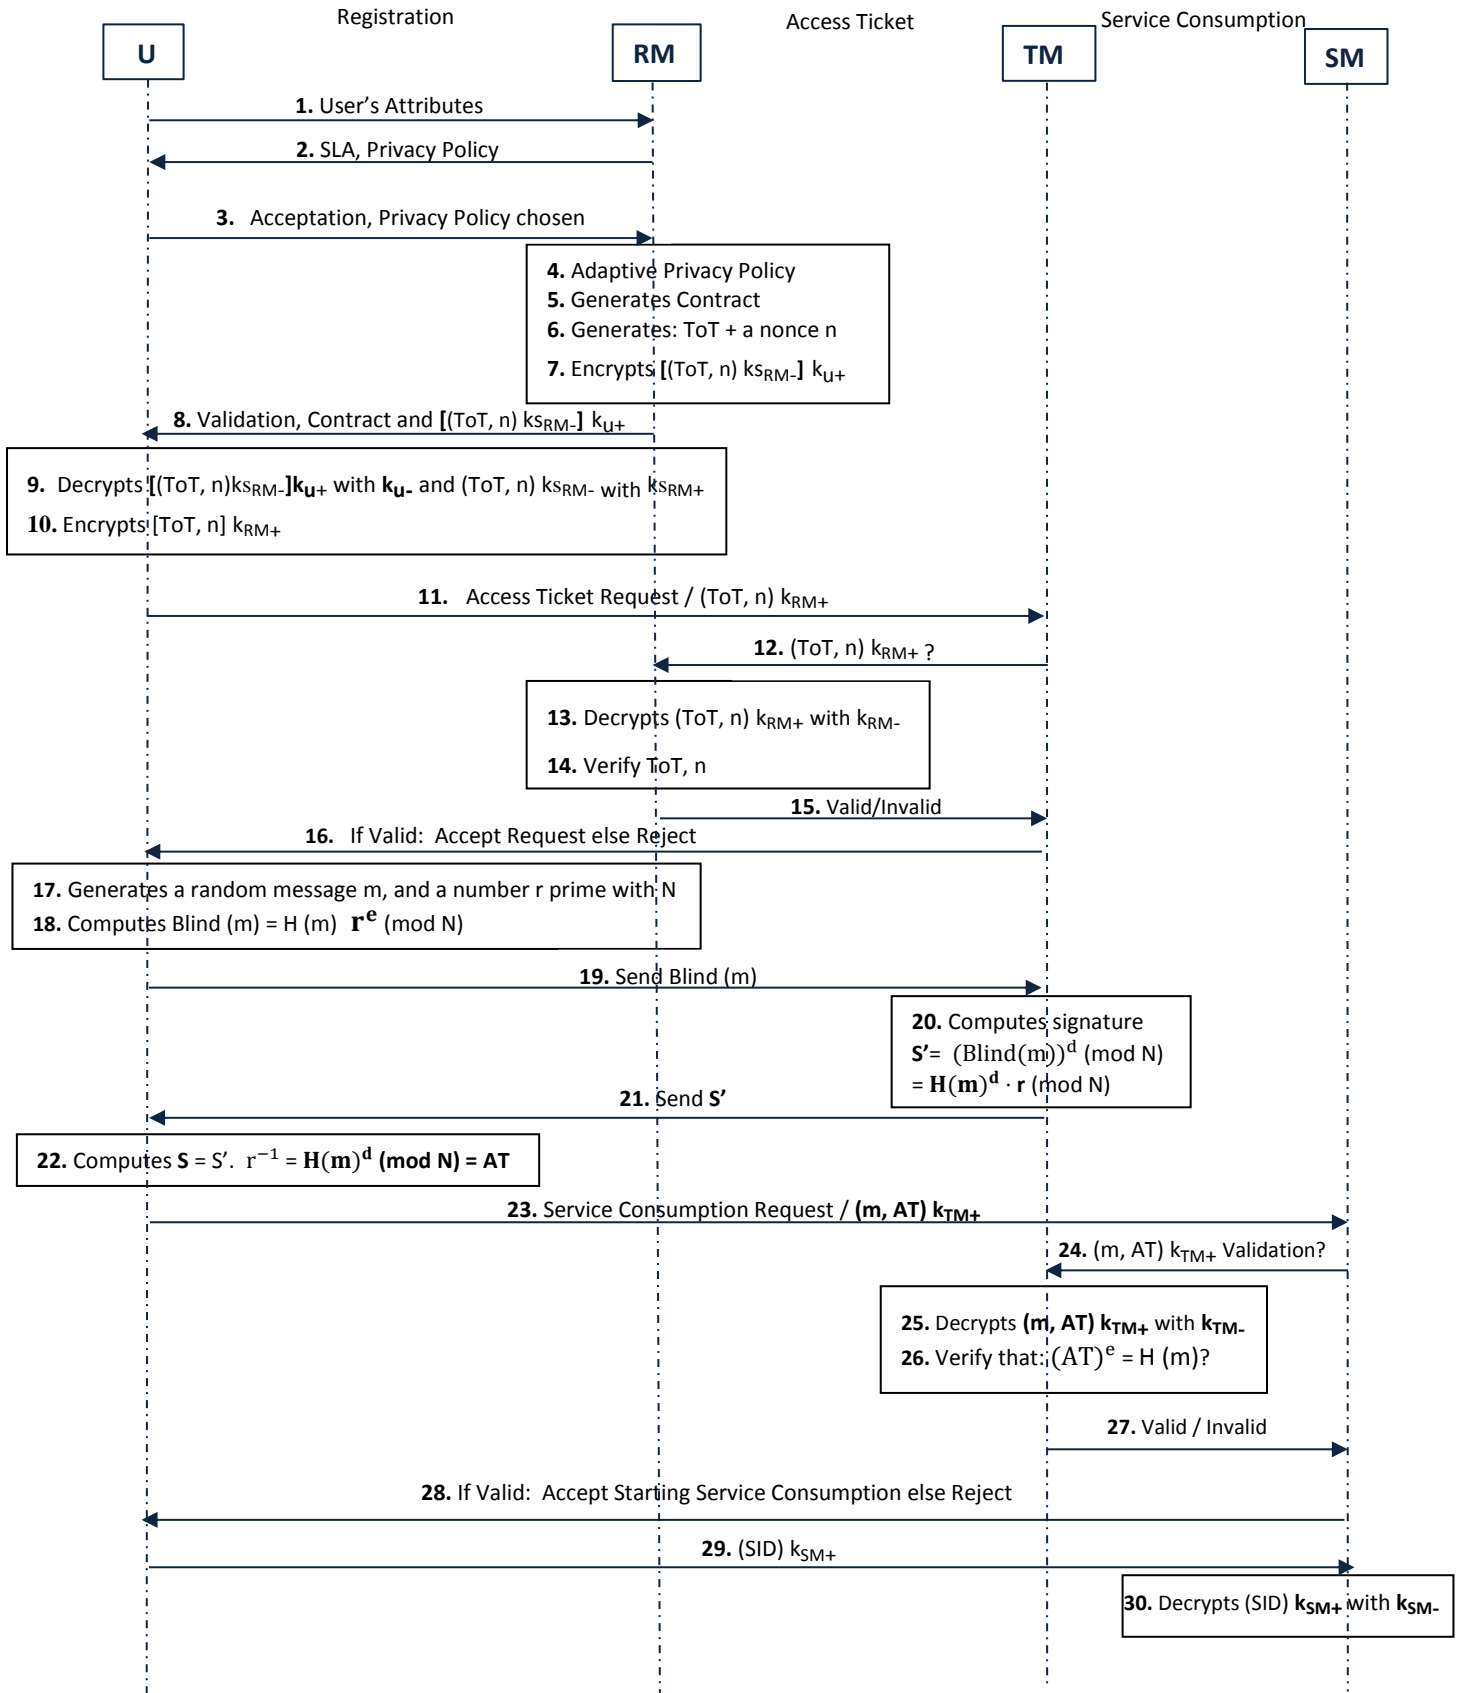 Registration
Access Ticket
Service Consumption
U
RM
TM
SM
1. User's Attributes
2. SLA, Privacy Policy
3. Acceptation, Privacy Policy chosen
4. Adaptive Privacy Policy
5. Generates Contract
6. Generates: ToT + a nonce n
7. Encrypts [(ToT, n) ksRM-] ku+
8. Validation, Contract and [(ToT, n) ksRM-] ku+
9. Decrypts [(ToT, n)ksRM-]ku+ with ku- and (ToT, n) ksRM- with ksRM+
10. Encrypts [ToT, n] kRM+
11. Access Ticket Request / (ToT, n) kRM+
12. (ToT, n) kRM+ ?
13. Decrypts (ToT, n) kRM+ with kRM-
14. Verify ToT, n
15. Valid/Invalid
16. If Valid: Accept Request else Reject
17. Generates a random message m, and a number r prime with N
18. Computes Blind (m) = H (m) r^e (mod N)
19. Send Blind (m)
20. Computes signature
S'= (Blind(m))^d (mod N)
= H(m)^d · r (mod N)
21. Send S'
22. Computes S = S'. r^−1 = H(m)^d (mod N) = AT
23. Service Consumption Request / (m, AT) kTM+
24. (m, AT) kTM+ Validation?
25. Decrypts (m, AT) kTM+ with kTM-
26. Verify that: (AT)^e = H (m)?
27. Valid / Invalid
28. If Valid: Accept Starting Service Consumption else Reject
29. (SID) kSM+
30. Decrypts (SID) kSM+ with kSM-